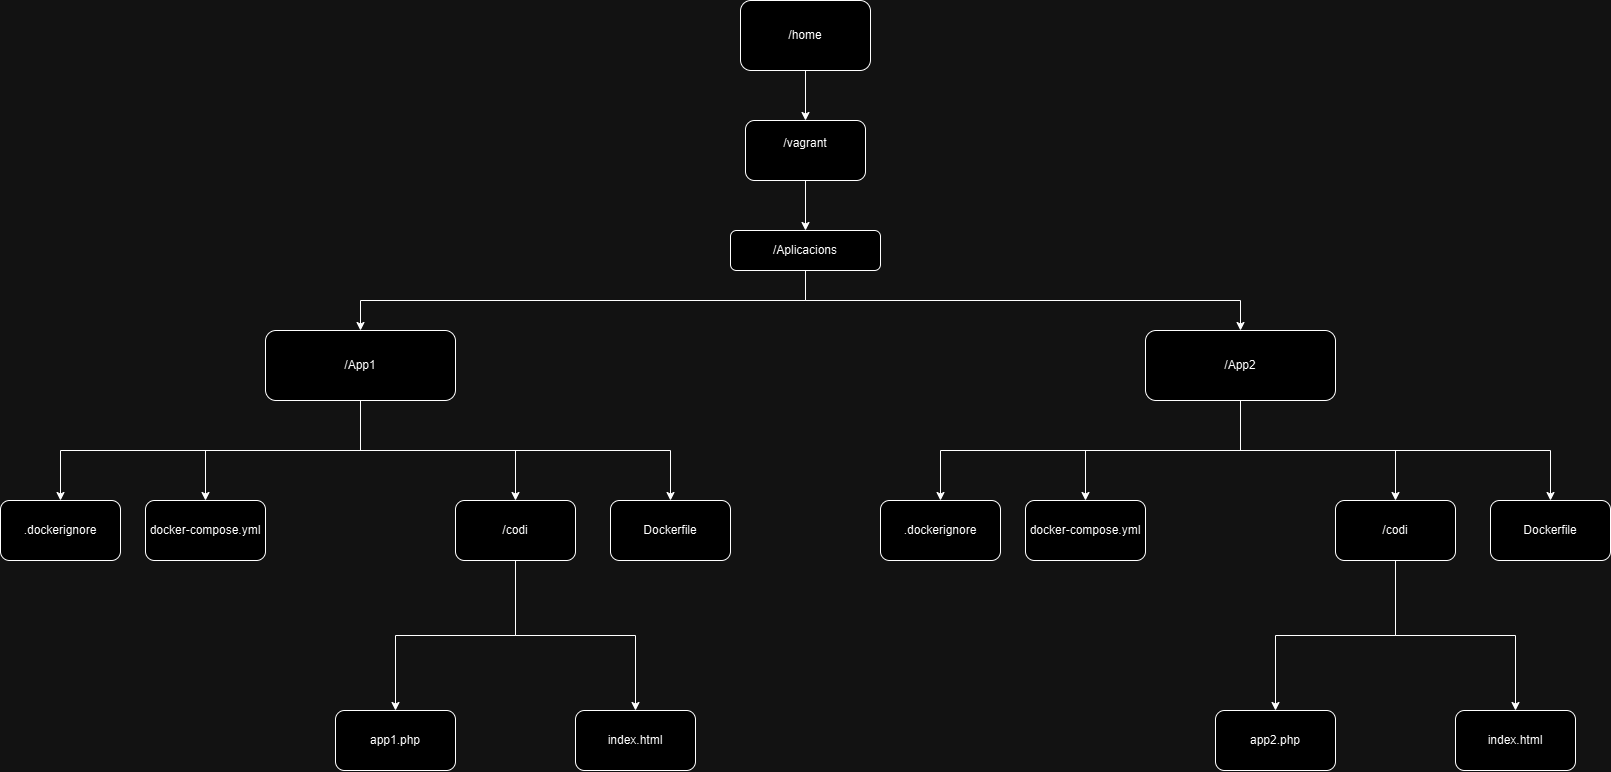 /home
/vagrant
/Aplicacions
/App1
/App2
.dockerignore
docker-compose.yml
/codi
Dockerfile
.dockerignore
docker-compose.yml
/codi
Dockerfile
app1.php
index.html
app2.php
index.html